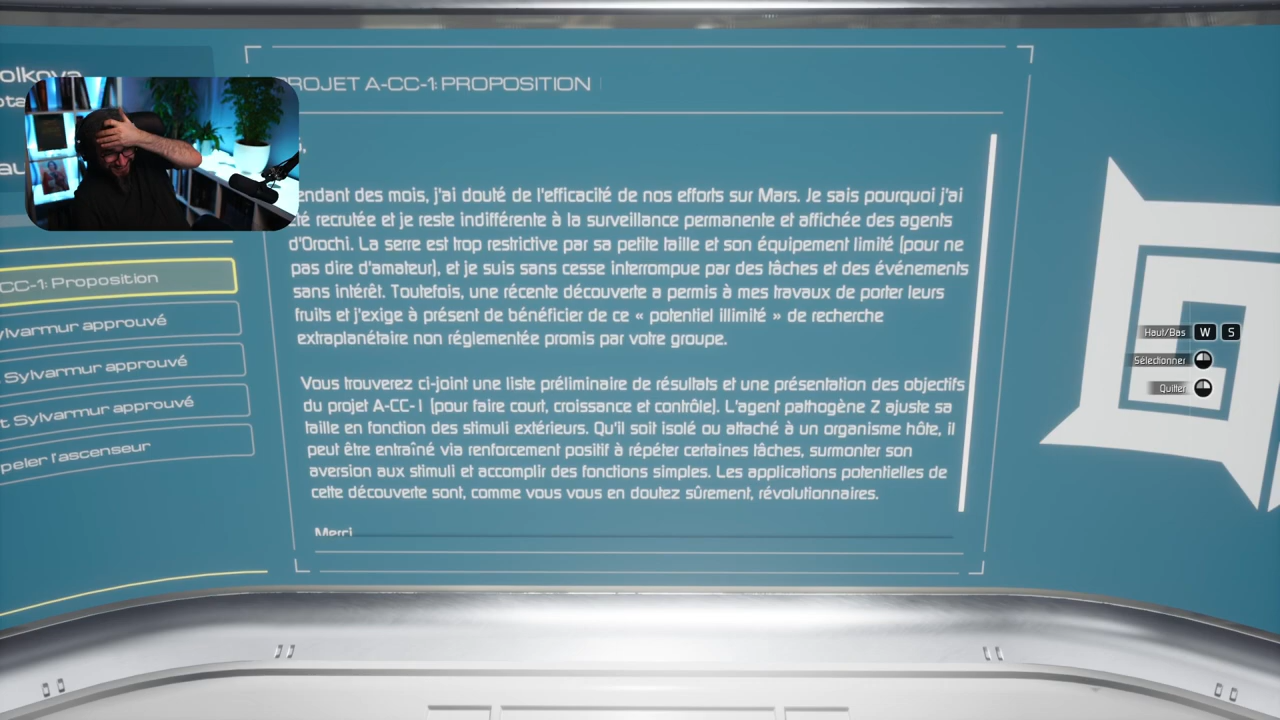 olkova
PROJET A-CC-1: PROPOSITION
endant des mois, j'ai douté de l'efficacité de nos efforts sur Mars. Je sais pourquoi j'ai
été recrutée et je reste indifférente à la surveillance permanente et affichée des agents
d'Orochi. La serre est trop restrictive par sa petite taille et son équipement limité (pour ne
pas dire d'amateur), et je suis sans cesse interrompue par des tâches et des événements
sans intérêt. Toutefois, une récente découverte a permis à mes travaux de porter leurs
fruits et j'exige à présent de bénéficier de ce « potentiel illimité » de recherche
extraplanétaire non réglementée promis par votre groupe.
Vous trouverez ci-joint une liste préliminaire de résultats et une présentation des objectifs
du projet A-CC-1 (pour faire court, croissance et contrôle). L'agent pathogène Z ajuste sa
taille en fonction des stimuli extérieurs. Qu'il soit isolé ou attaché à un organisme hôte, il
peut être entraîné via renforcement positif à répéter certaines tâches, surmonter son
aversion aux stimuli et accomplir des fonctions simples. Les applications potentielles de
cette découverte sont, comme vous vous en doutez sûrement, révolutionnaires.
Merci
CC-1: Proposition
ylvarmur approuvé
Sylvarmur approuvé
t Sylvarmur approuvé
peler l'ascenseur
Haut/Bas W S
Sélectionner
Quitter